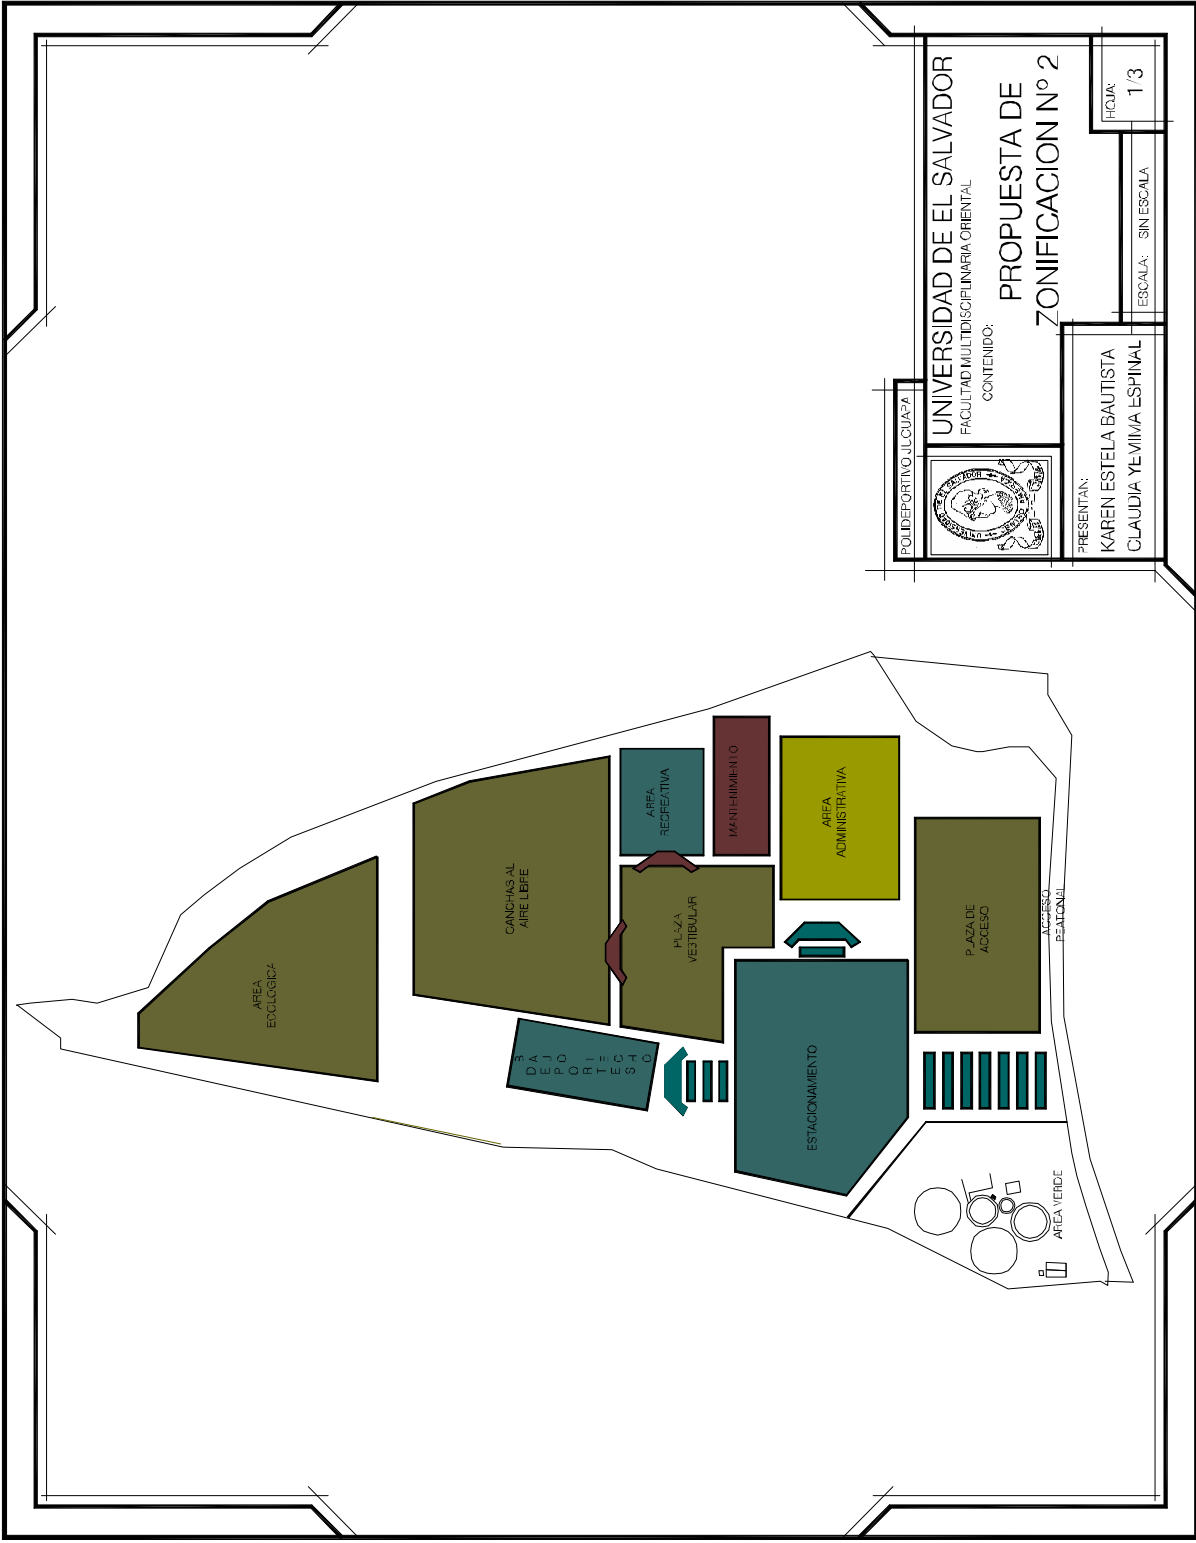 POLIDEPORTIVO JUCUAPA
UNIVERSIDAD DE EL SALVADOR
FACULTAD MULTIDISCIPLINARIA ORIENTAL
CONTENIDO:
PROPUESTA DE
ZONIFICACION Nº 2
HOJA:
1/3
ESCALA: SIN ESCALA
PRESENTAN:
KAREN ESTELA BAUTISTA
CLAUDIA YEMIMA ESPINAL
AREA
ECOLOGICA
CANCHAS AL
AIRE LIBRE
AREA
RECREATIVA
MANTENIMIENTO
AREA
ADMINISTRATIVA
PLAZA
VESTIBULAR
PLAZA DE
ACCESO
ACCESO
PEATONAL
B
D A
E J
P O
O
R I
T E
E C
S H
O
ESTACIONAMIENTO
AREA VERDE